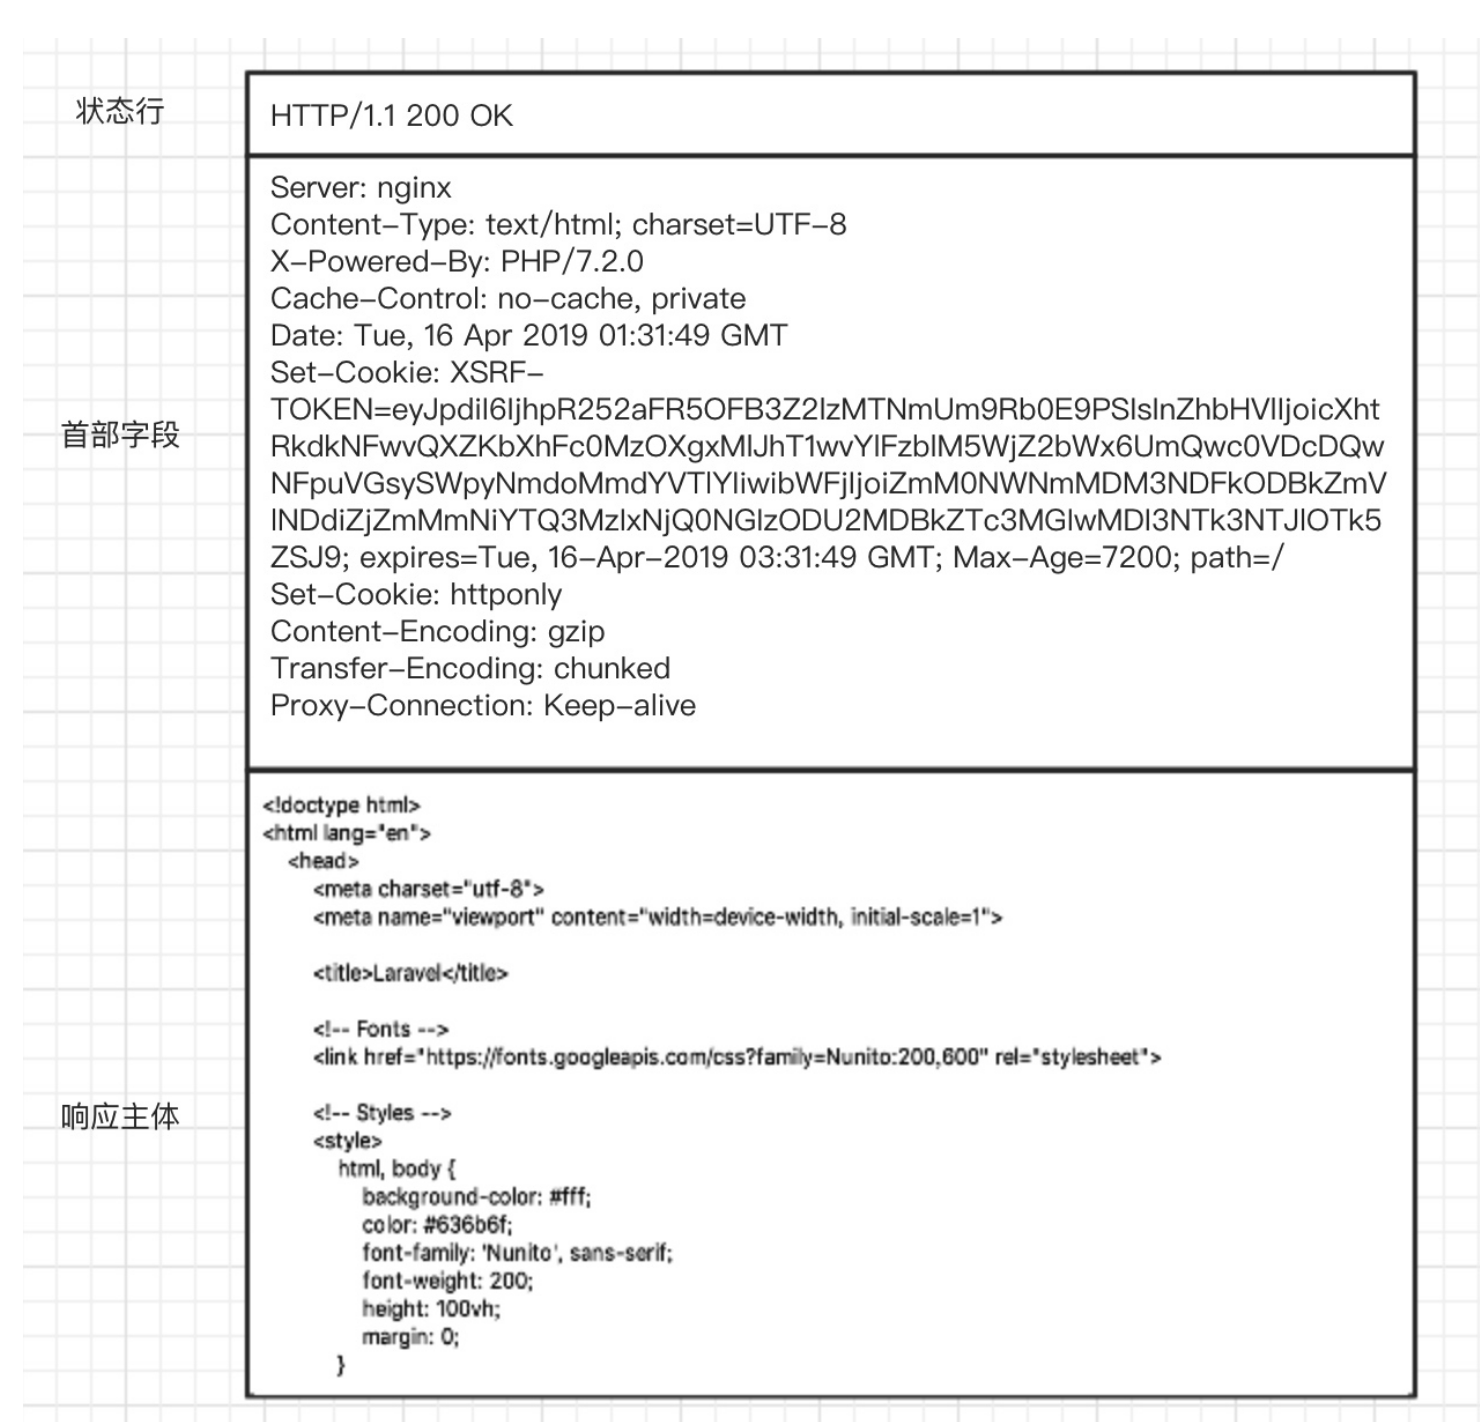 状态行
HTTP/1.1 200 OK
首部字段
Server: nginx
Content-Type: text/html; charset=UTF-8
X-Powered-By: PHP/7.2.0
Cache-Control: no-cache, private
Date: Tue, 16 Apr 2019 01:31:49 GMT
Set-Cookie: XSRF-
TOKEN=eyJpdiI6IjhpR252aFR5OFB3Z2IzMTNmUm9Rb0E9PSIsInZhbHVlIjoicXht
RkdkNFwvQXZKbXhFc0MzOXgxMlJhT1wvYlFzblM5WjZ2bWx6UmQwc0VDcDQw
NFpuVGsySWpyNmdoMmdYVTlYIiwibWFjIjoiZmM0NWNmMDM3NDFkODBkZmV
lNDdiZjZmMmNiYTQ3MzIxNjQ0NGIzODU2MDBkZTc3MGIwMDI3NTk3NTJlOTk5
ZSJ9; expires=Tue, 16-Apr-2019 03:31:49 GMT; Max-Age=7200; path=/
Set-Cookie: httponly
Content-Encoding: gzip
Transfer-Encoding: chunked
Proxy-Connection: Keep-alive
响应主体
<!doctype html>
<html lang="en">
<head>
<meta charset="utf-8">
<meta name="viewport" content="width=device-width, initial-scale=1">
<title>Laravel</title>
<!-- Fonts -->
<link href="https://fonts.googleapis.com/css?family=Nunito:200,600" rel="stylesheet">
<!-- Styles -->
<style>
html, body {
background-color: #fff;
color: #636b6f;
font-family: 'Nunito', sans-serif;
font-weight: 200;
height: 100vh;
margin: 0;
}